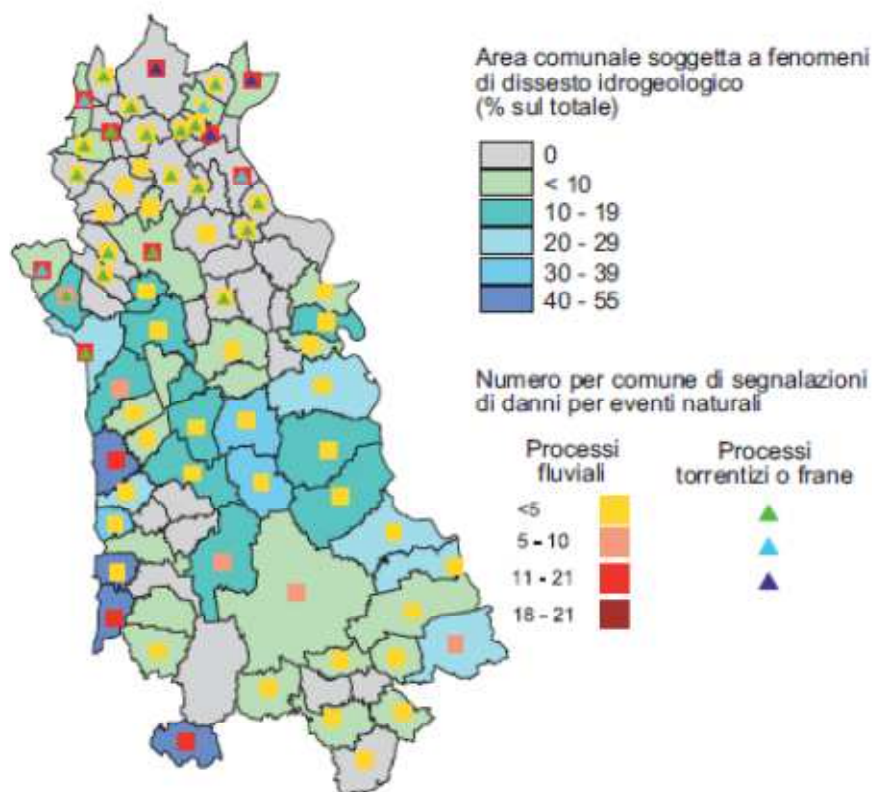 Area comunale soggetta a fenomeni
di dissesto idrogeologico
(% sul totale)
0
< 10
10 - 19
20 - 29
30 - 39
40 - 55
Numero per comune di segnalazioni
di danni per eventi naturali
Processi
fluviali
Processi
torrentizi o frane
<5
5 - 10
11 - 21
18 - 21